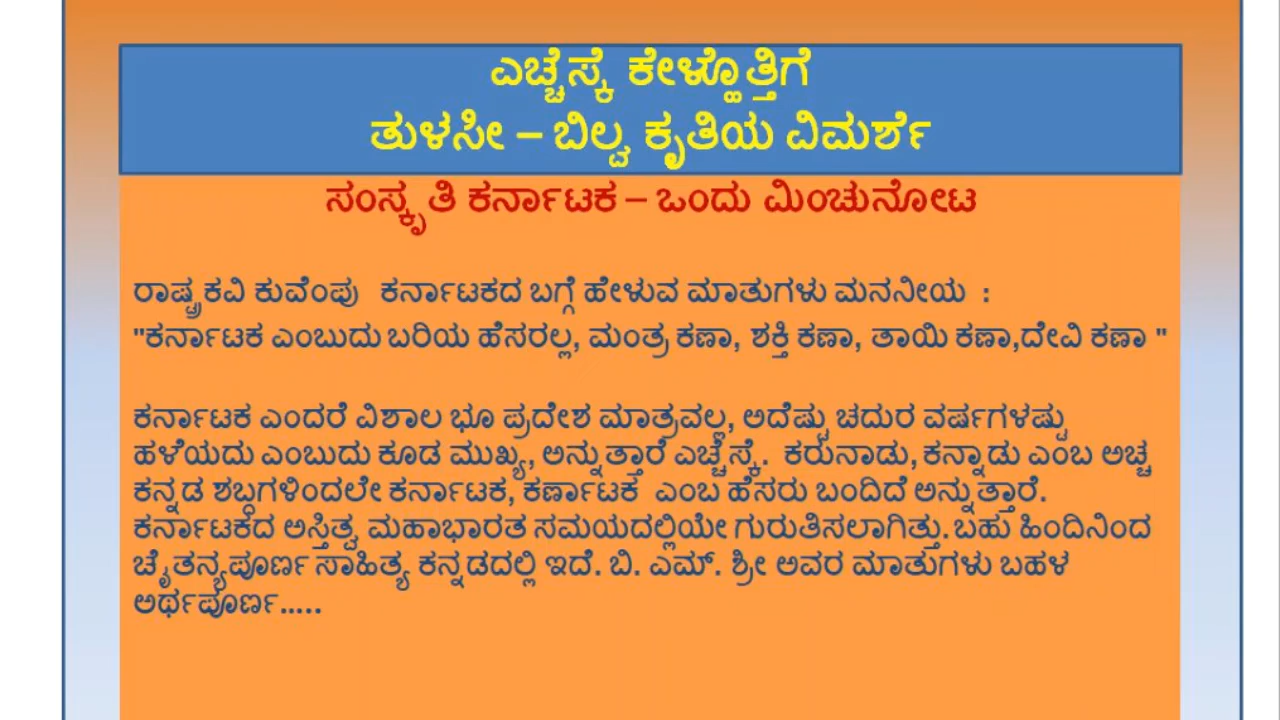 ಎಚ್ಚೆಸ್ಕೆ ಕೇಳ್ಹೊತ್ತಿಗೆ
ತುಳಸೀ – ಬಿಲ್ವ ಕೃತಿಯ ವಿಮರ್ಶೆ
ಸಂಸ್ಕೃತಿ ಕರ್ನಾಟಕ – ಒಂದು ಮಿಂಚುನೋಟ
ರಾಷ್ಟ್ರಕವಿ ಕುವೆಂಪು ಕರ್ನಾಟಕದ ಬಗ್ಗೆ ಹೇಳುವ ಮಾತುಗಳು ಮನನೀಯ :
"ಕರ್ನಾಟಕ ಎಂಬುದು ಬರಿಯ ಹೆಸರಲ್ಲ, ಮಂತ್ರ ಕಣಾ, ಶಕ್ತಿ ಕಣಾ, ತಾಯಿ ಕಣಾ,ದೇವಿ ಕಣಾ "
ಕರ್ನಾಟಕ ಎಂದರೆ ವಿಶಾಲ ಭೂ ಪ್ರದೇಶ ಮಾತ್ರವಲ್ಲ, ಅದೆಷ್ಟು ಚದುರ ವರ್ಷಗಳಷ್ಟು
ಹಳೆಯದು ಎಂಬುದು ಕೂಡ ಮುಖ್ಯ, ಅನ್ನುತ್ತಾರೆ ಎಚ್ಚೆಸ್ಕೆ. ಕರುನಾಡು, ಕನ್ನಾಡು ಎಂಬ ಅಚ್ಚ
ಕನ್ನಡ ಶಬ್ದಗಳಿಂದಲೇ ಕರ್ನಾಟಕ, ಕರ್ಣಾಟಕ ಎಂಬ ಹೆಸರು ಬಂದಿದೆ ಅನ್ನುತ್ತಾರೆ.
ಕರ್ನಾಟಕದ ಅಸ್ತಿತ್ವ ಮಹಾಭಾರತ ಸಮಯದಲ್ಲಿಯೇ ಗುರುತಿಸಲಾಗಿತ್ತು. ಬಹು ಹಿಂದಿನಿಂದ
ಚೈತನ್ಯಪೂರ್ಣ ಸಾಹಿತ್ಯ ಕನ್ನಡದಲ್ಲಿ ಇದೆ. ಬಿ. ಎಮ್. ಶ್ರೀ ಅವರ ಮಾತುಗಳು ಬಹಳ
ಅರ್ಥಪೂರ್ಣ.....